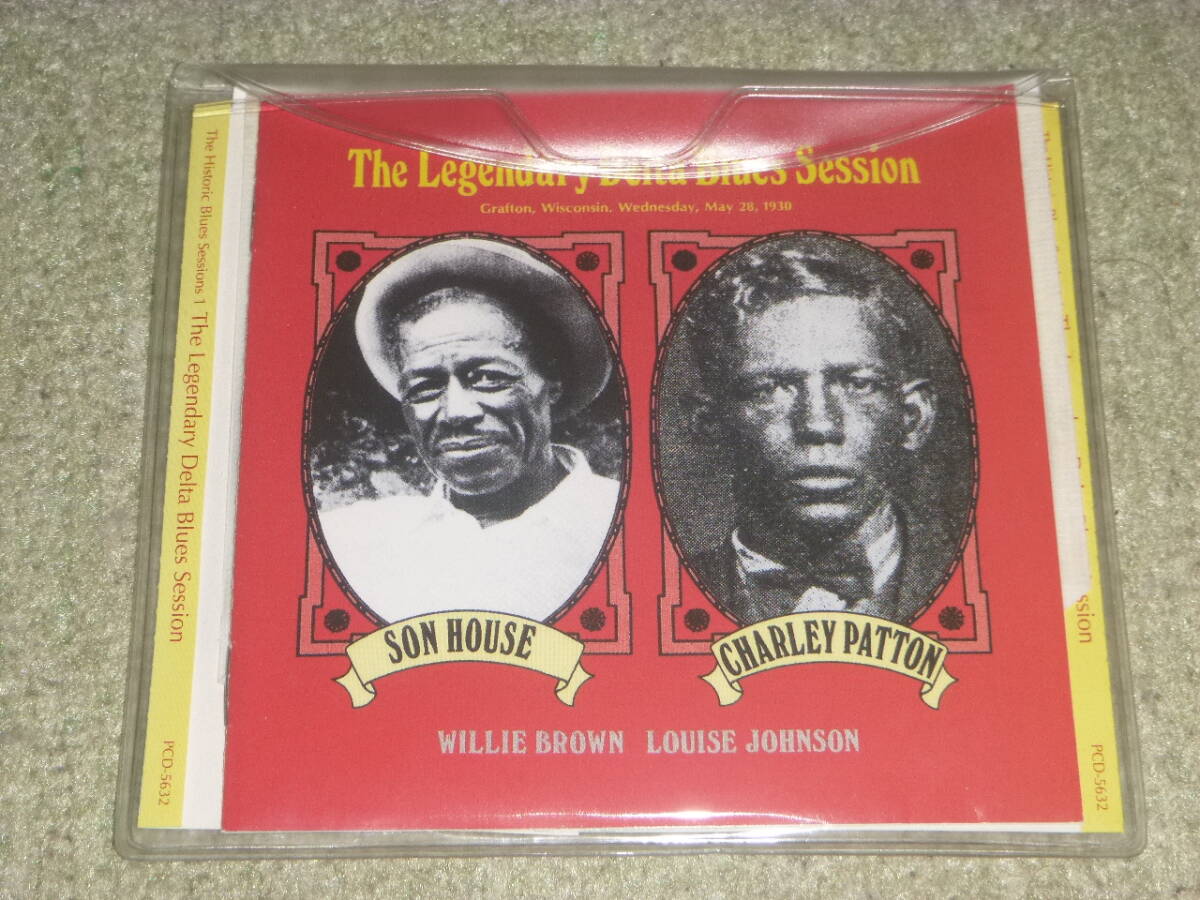 The Legendary Delta Blues Session
Grafton, Wisconsin. Wednesday, May 28, 1930
SON HOUSE
CHARLEY PATTON
WILLIE BROWN LOUISE JOHNSON
The Historic Blues Sessions 1 The Legendary Delta Blues Session
PCD-5632
ssion
PCD-5632